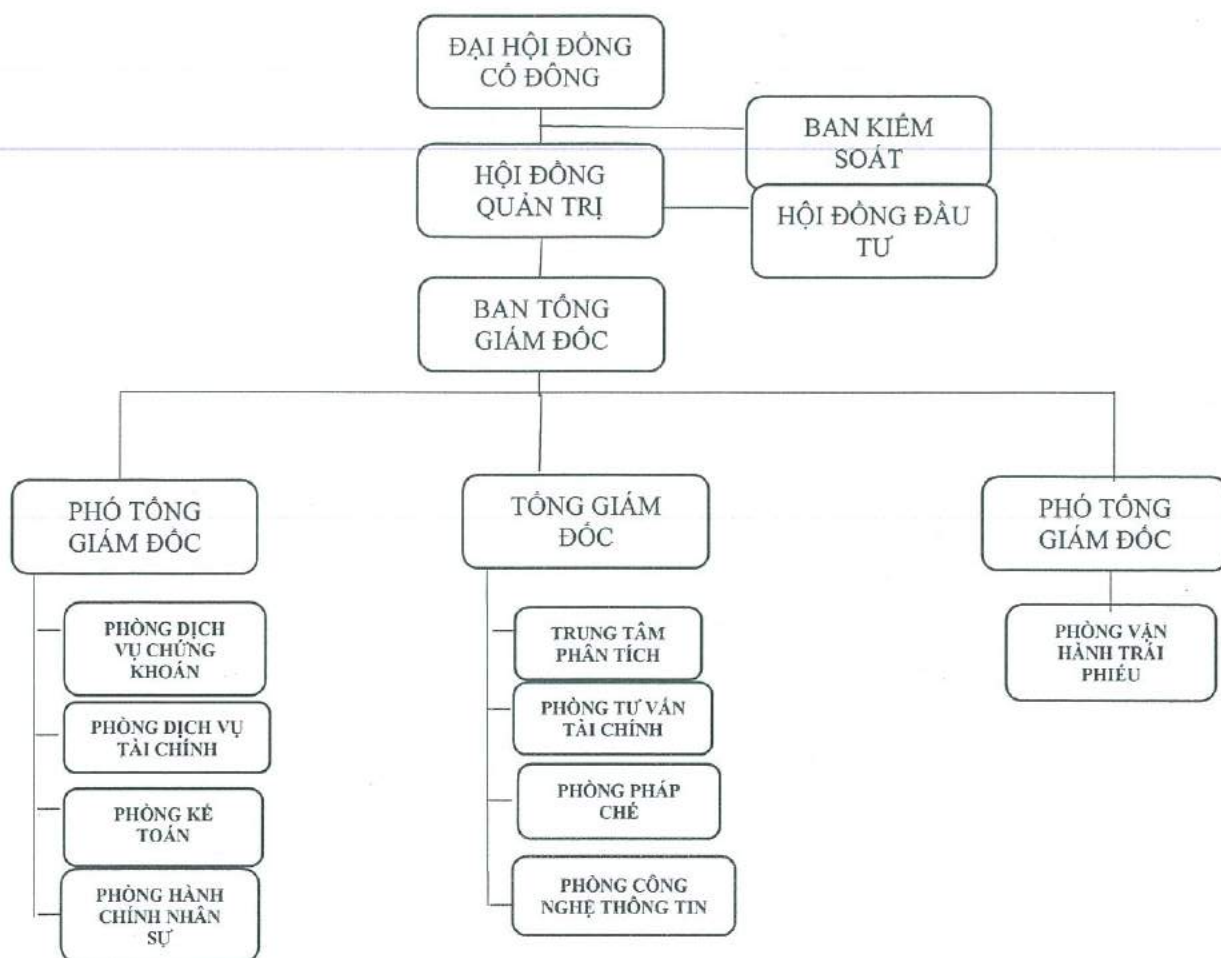 ĐẠI HỘI ĐỒNG
CỔ ĐÔNG
BAN KIỂM
SOÁT
HỘI ĐỒNG
QUẢN TRỊ
HỘI ĐỒNG ĐẦU
TƯ
BAN TỔNG
GIÁM ĐỐC
PHÓ TỔNG
GIÁM ĐỐC
TỔNG GIÁM
ĐỐC
PHÓ TỔNG
GIÁM ĐỐC
PHÒNG DỊCH
VỤ CHỨNG
KHOÁN
PHÒNG DỊCH VỤ
TÀI CHÍNH
PHÒNG KẾ
TOÁN
PHÒNG HÀNH
CHÍNH NHÂN
SỰ
TRUNG TÂM
PHÂN TÍCH
PHÒNG TƯ VẤN
TÀI CHÍNH
PHÒNG PHÁP
CHẾ
PHÒNG CÔNG
NGHỆ THÔNG TIN
PHÒNG VẬN
HÀNH TRÁI
PHIẾU